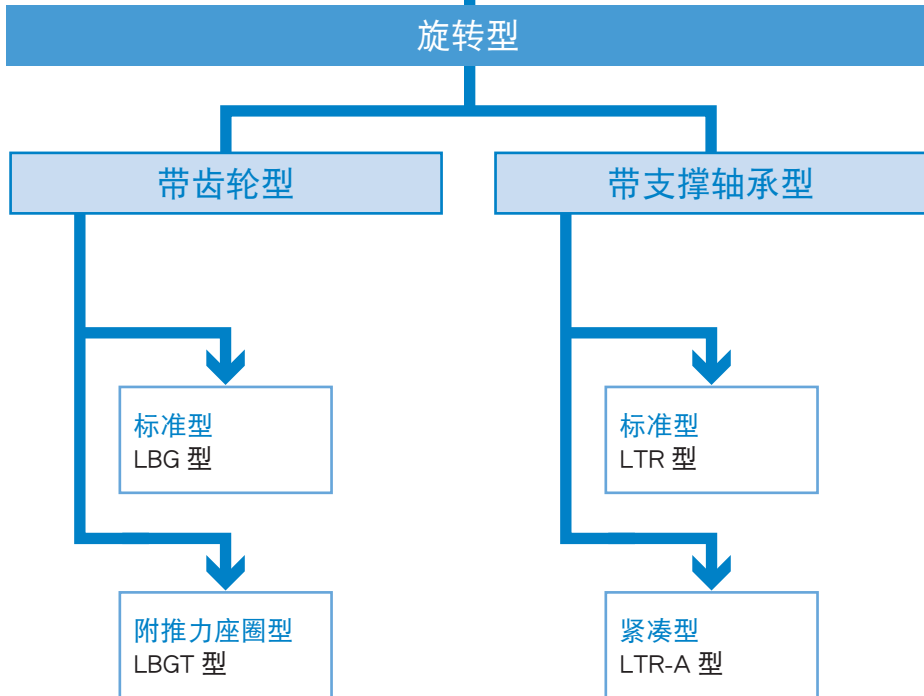 旋转型
带齿轮型
带支撑轴承型
标准型
LBG 型
标准型
LTR 型
附推力座圈型
LBGT 型
紧凑型
LTR-A 型